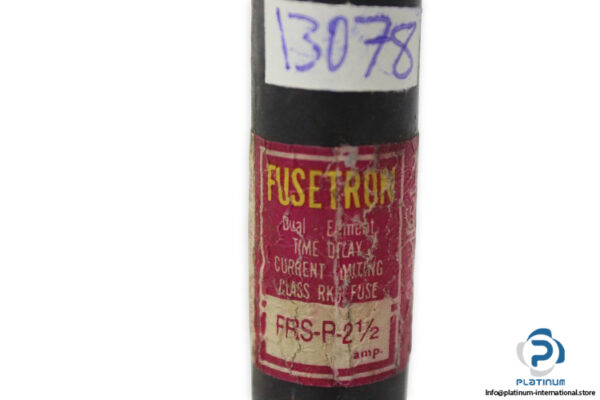 13078
FUSETRON
Dual Element
TIME DELAY
CURRENT LIMITING
CLASS RK5 FUSE
FRS-R-2½
amp.
PLATINUM
Info@platinum-international.store